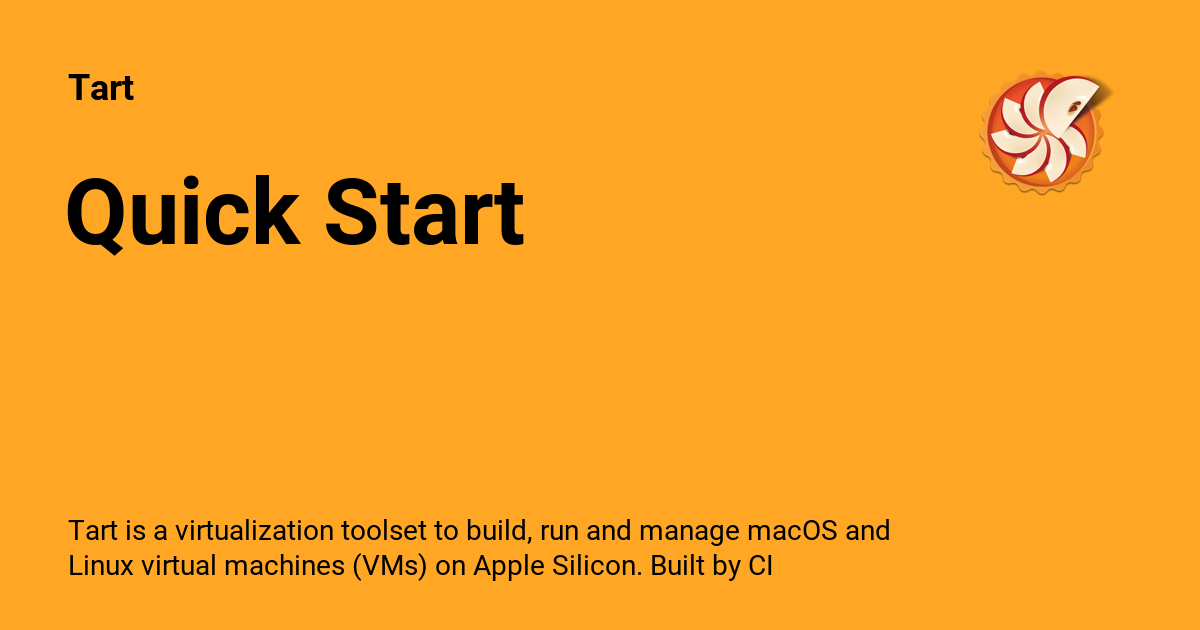 Tart
Quick Start
Tart is a virtualization toolset to build, run and manage macOS and
Linux virtual machines (VMs) on Apple Silicon. Built by CI